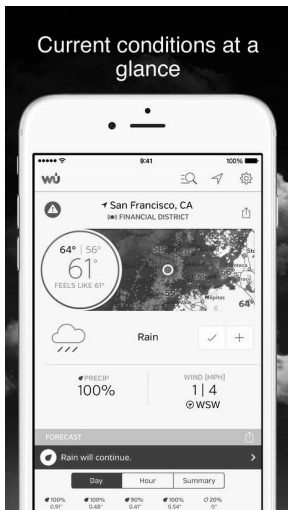 Current conditions at a
glance
9:41
100%
wu
San Francisco, CA
FINANCIAL DISTRICT
64° | 56°
61°
FEELS LIKE 61°
Milpitas
64°
Rain
PRECIP
100%
WIND (MPH)
1 | 4
WSW
FORECAST
Rain will continue.
Day
Hour
Summary
100%
100%
90%
100%
20%
0.91"
0.48"
0.41"
0.54"
0"